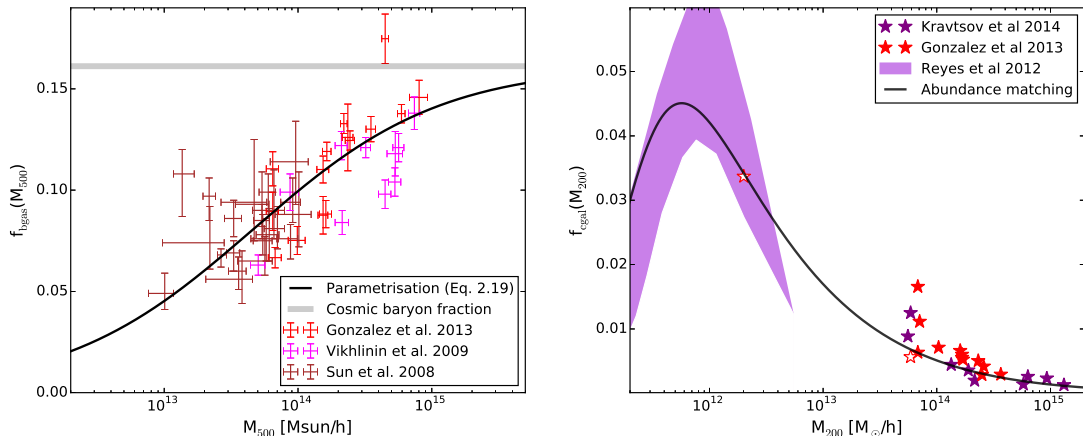 f_bgas(M_500)
0.15
0.10
0.05
0.00
Parametrisation (Eq. 2.19)
Cosmic baryon fraction
Gonzalez et al. 2013
Vikhlinin et al. 2009
Sun et al. 2008
10^13
10^14
10^15
M_500 [Msun/h]
f_cgal(M_200)
0.05
0.04
0.03
0.02
0.01
Kravtsov et al 2014
Gonzalez et al 2013
Reyes et al 2012
Abundance matching
10^12
10^13
10^14
10^15
M_200 [M_⊙/h]